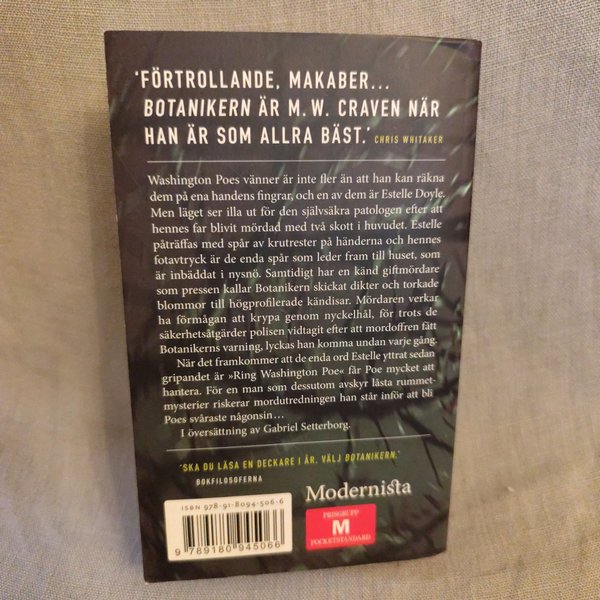 'FÖRTROLLANDE, MAKABER...
BOTANIKERN ÄR M. W. CRAVEN NÄR
HAN ÄR SOM ALLRA BÄST.' CHRIS WHITAKER
Washington Poes vänner är inte fler än att han kan räkna
dem på ena handens fingrar, och en av dem är Estelle Doyle.
Men läget ser illa ut för den självsäkra patologen efter att
hennes far blivit mördad med två skott i huvudet. Estelle
påträffas med spår av krutrester på händerna och hennes
fotavtryck är de enda spår som leder fram till huset, som
är inbäddat i nysnö. Samtidigt har en känd giftmördare
som pressen kallar Botanikern skickat dikter och torkade
blommor till högprofilerade kändisar. Mördaren verkar
ha förmågan att krypa genom nyckelhål, för trots de
säkerhetsåtgärder polisen vidtagit efter att mordoffren fått
Botanikerns varning, lyckas han komma undan varje gång.
När det framkommer att de enda ord Estelle yttrat sedan
gripandet är »Ring Washington Poe« får Poe mycket att
hantera. För en man som dessutom avskyr låsta rummet-
mysterier riskerar mordutredningen han står inför att bli
Poes svåraste någonsin…
I översättning av Gabriel Setterborg.
'SKA DU LÄSA EN DECKARE I ÅR, VÄLJ BOTANIKERN.'
BOKFILOSOFERNA
ISBN 978-91-8094-506-6
9 789180 945066
Modernista
PRISGRUPP
M
POCKETSTANDARD